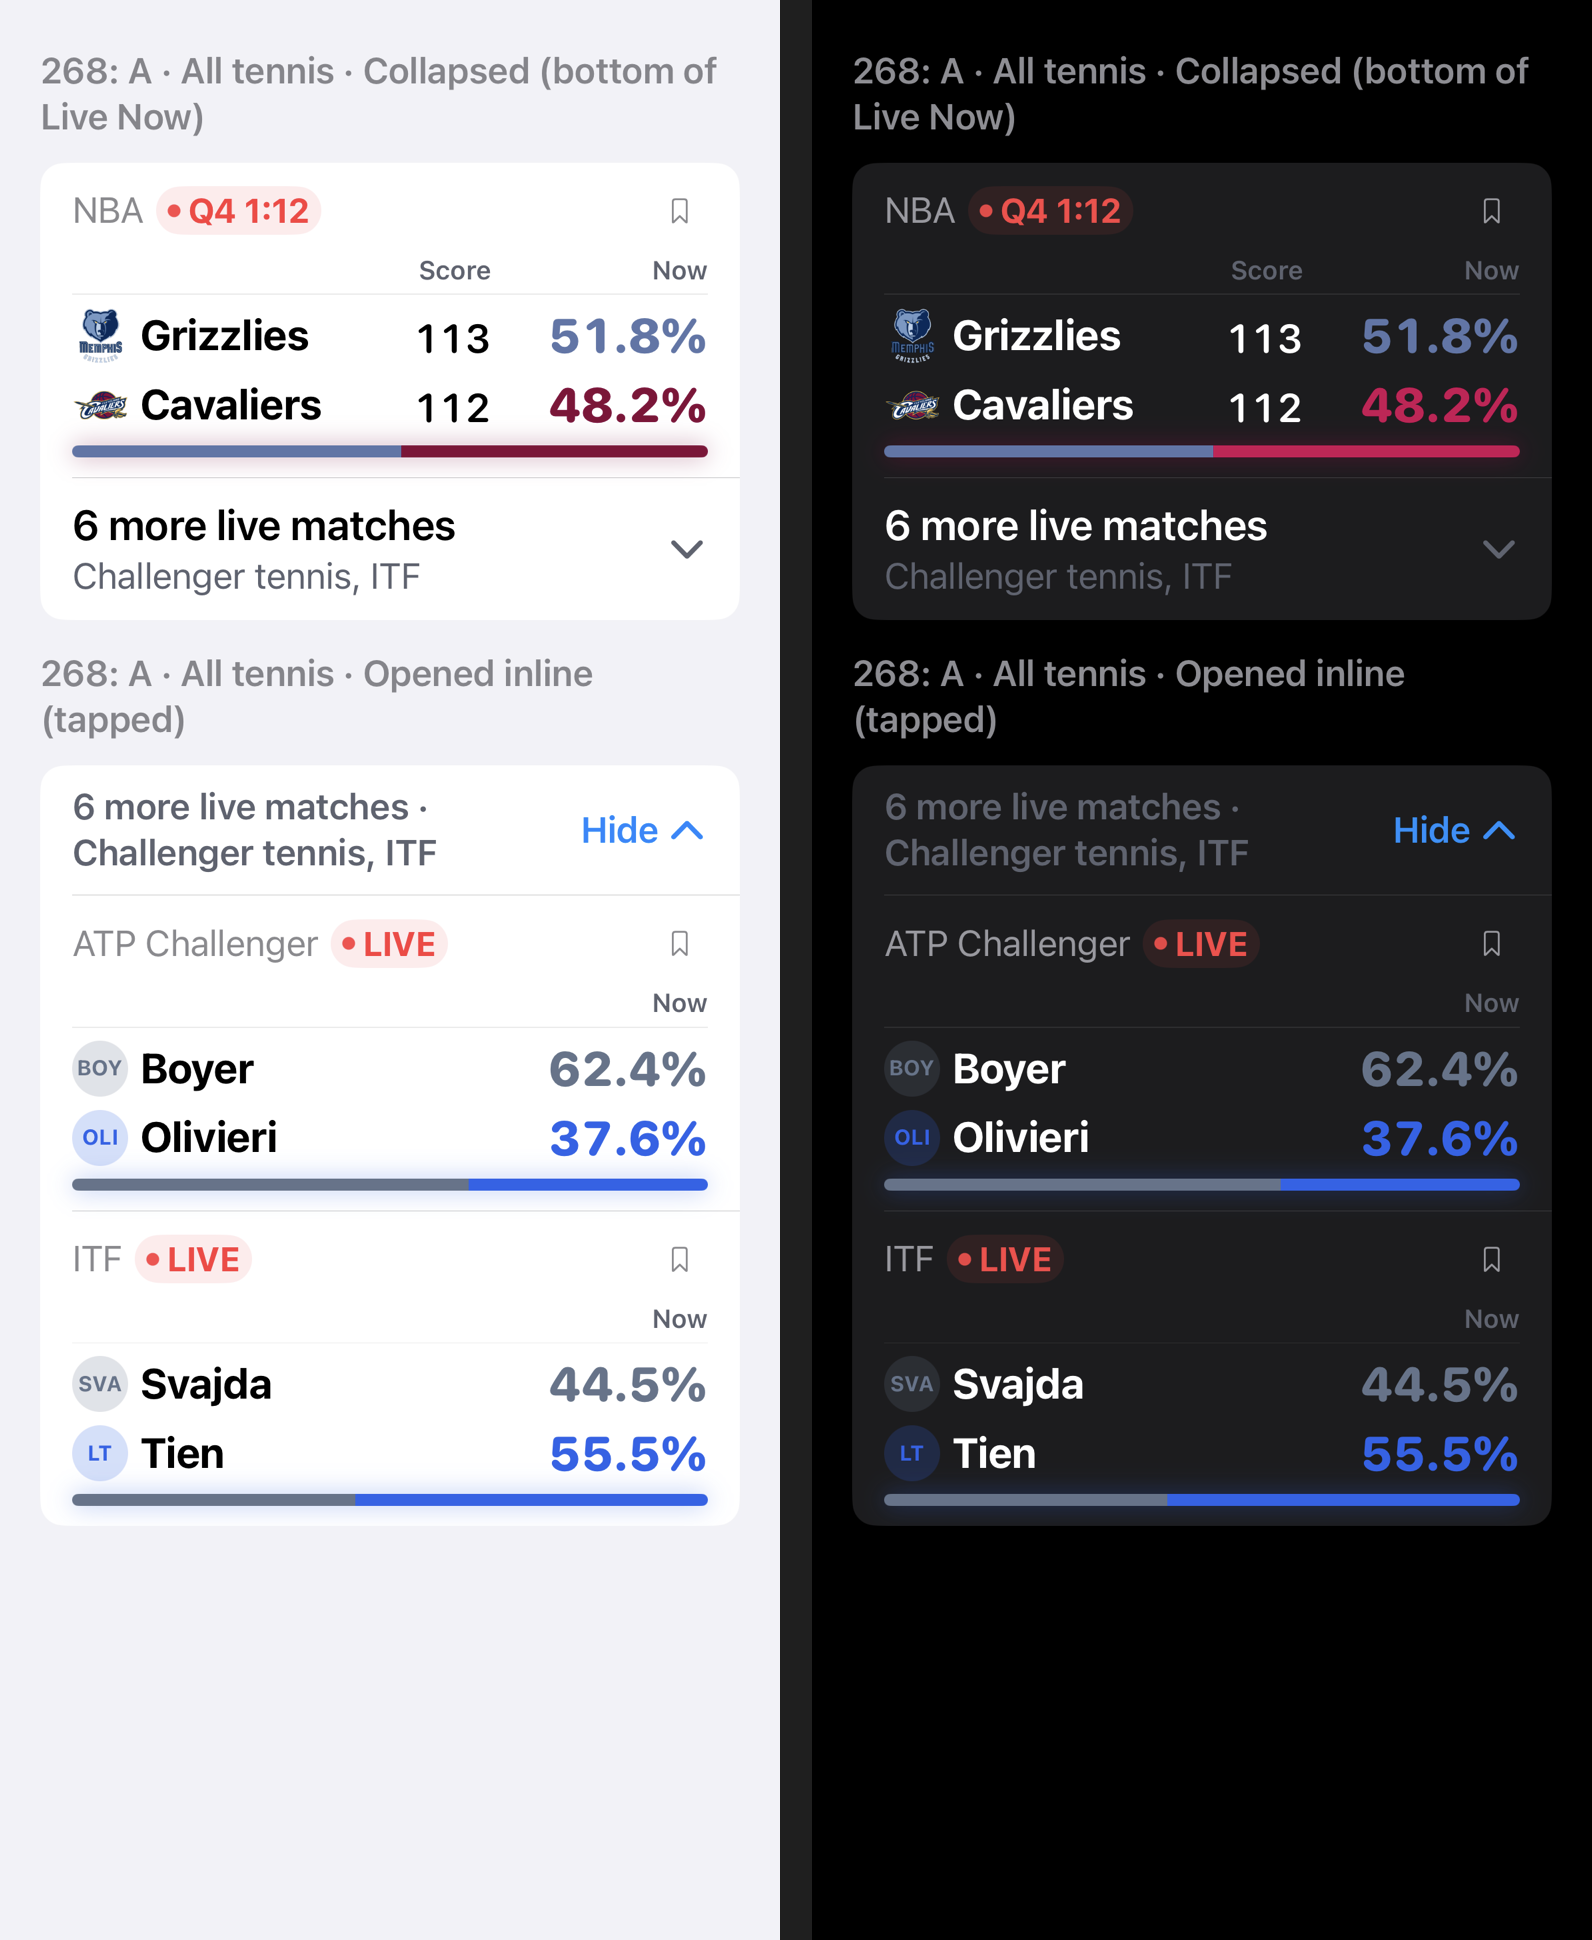 268: A · All tennis · Collapsed (bottom of
Live Now)
NBA • Q4 1:12
Score Now
MEMPHIS GRIZZLIES Grizzlies 113 51.8%
CAVALIERS Cavaliers 112 48.2%
6 more live matches
Challenger tennis, ITF
268: A · All tennis · Opened inline
(tapped)
6 more live matches ·
Challenger tennis, ITF
Hide
ATP Challenger • LIVE
Now
BOY Boyer 62.4%
OLI Olivieri 37.6%
ITF • LIVE
Now
SVA Svajda 44.5%
LT Tien 55.5%
268: A · All tennis · Collapsed (bottom of
Live Now)
NBA • Q4 1:12
Score Now
MEMPHIS GRIZZLIES Grizzlies 113 51.8%
CAVALIERS Cavaliers 112 48.2%
6 more live matches
Challenger tennis, ITF
268: A · All tennis · Opened inline
(tapped)
6 more live matches ·
Challenger tennis, ITF
Hide
ATP Challenger • LIVE
Now
BOY Boyer 62.4%
OLI Olivieri 37.6%
ITF • LIVE
Now
SVA Svajda 44.5%
LT Tien 55.5%